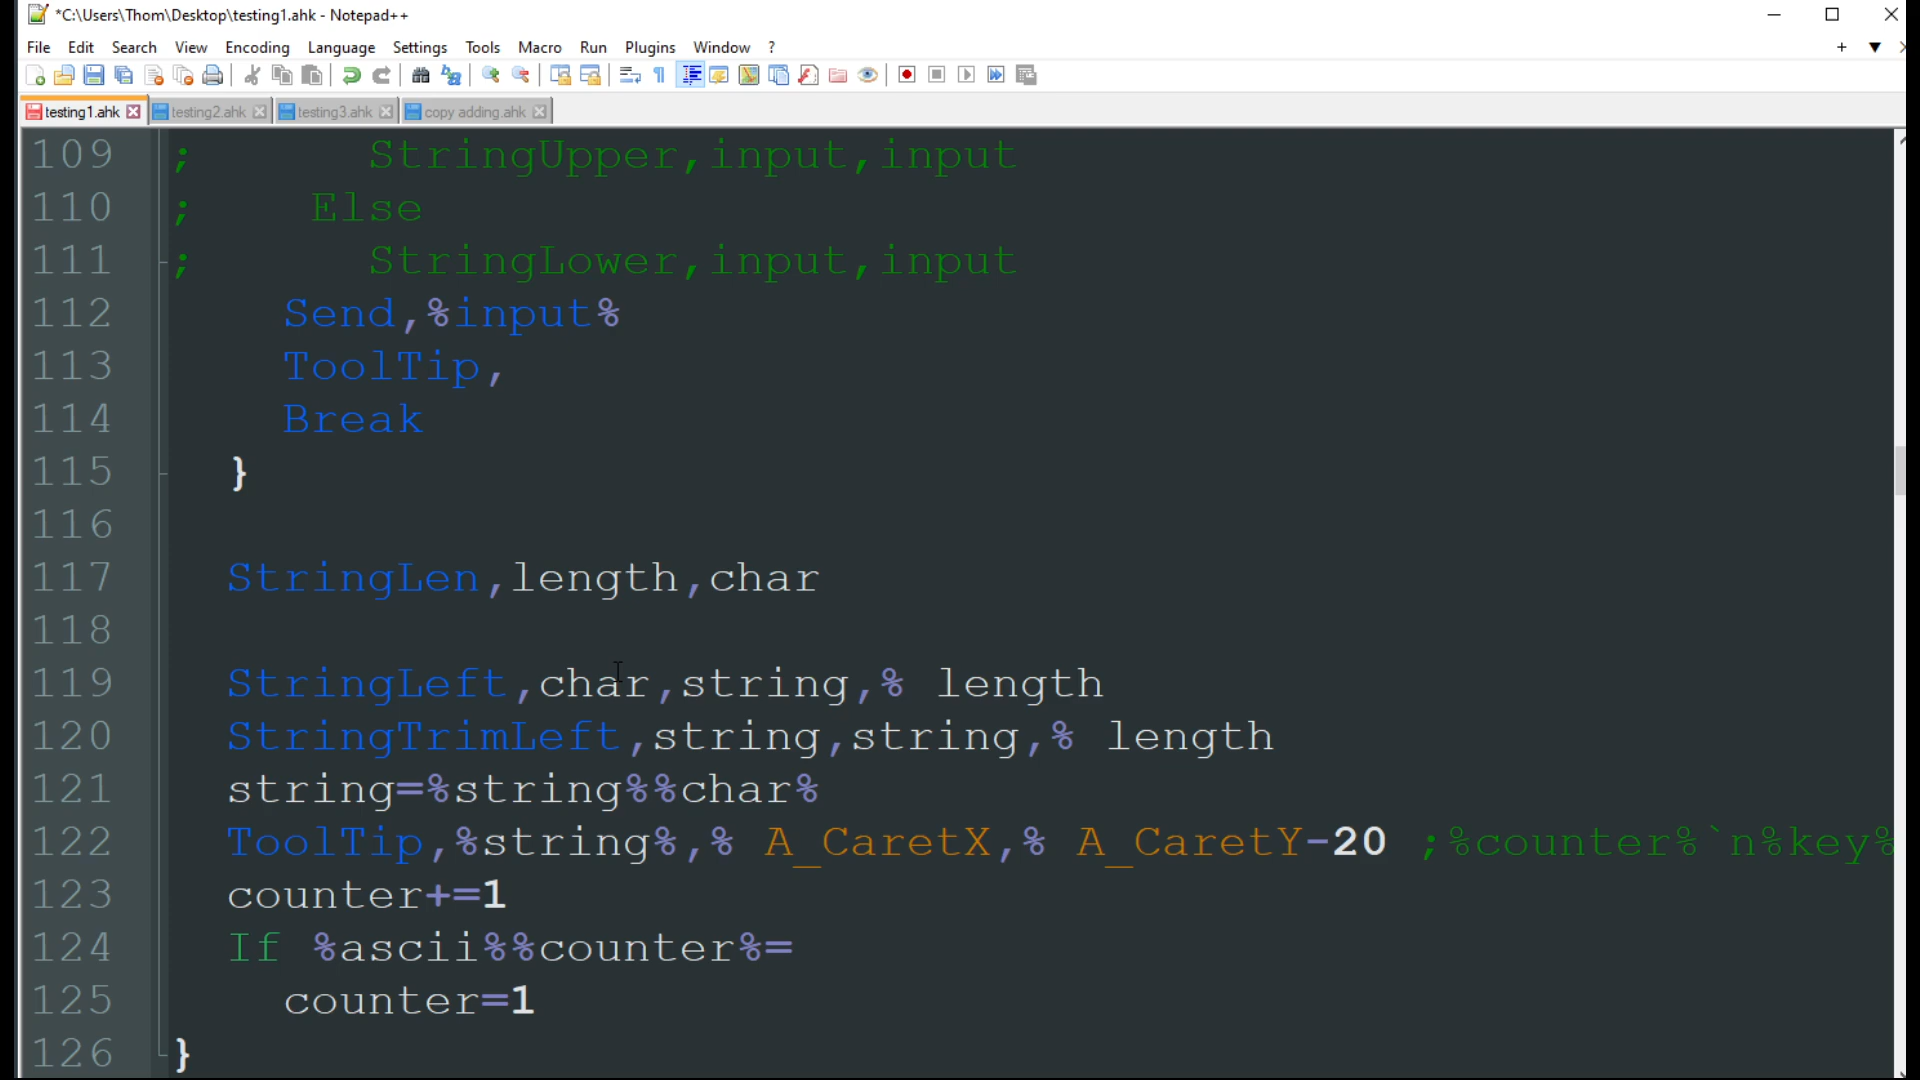 *C:\Users\Thom\Desktop\testing1.ahk - Notepad++
File Edit Search View Encoding Language Settings Tools Macro Run Plugins Window ?
testing1.ahk testing2.ahk testing3.ahk copy adding.ahk
109 ; StringUpper,input,input
110 ; Else
111 ; StringLower,input,input
112 Send,%input%
113 ToolTip,
114 Break
115 }
116
117 StringLen,length,char
118
119 StringLeft,char,string,% length
120 StringTrimLeft,string,string,% length
121 string=%string%%char%
122 ToolTip,%string%,% A_CaretX,% A_CaretY-20 ;%counter%`n%key%
123 counter+=1
124 If %ascii%%counter%=
125 counter=1
126 }